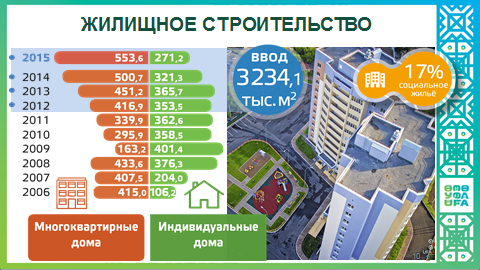 ЖИЛИЩНОЕ СТРОИТЕЛЬСТВО
2015 553,6 271,2
2014 500,7 321,3
2013 451,2 365,7
2012 416,9 353,5
2011 339,9 362,6
2010 295,9 358,5
2009 163,2 401,4
2008 433,6 376,3
2007 407,5 204,0
2006 415,0 106,2
Многоквартирные
дома
Индивидуальные
дома
ВВОД
3234,1
ТЫС. М²
17%
социальное
жильё